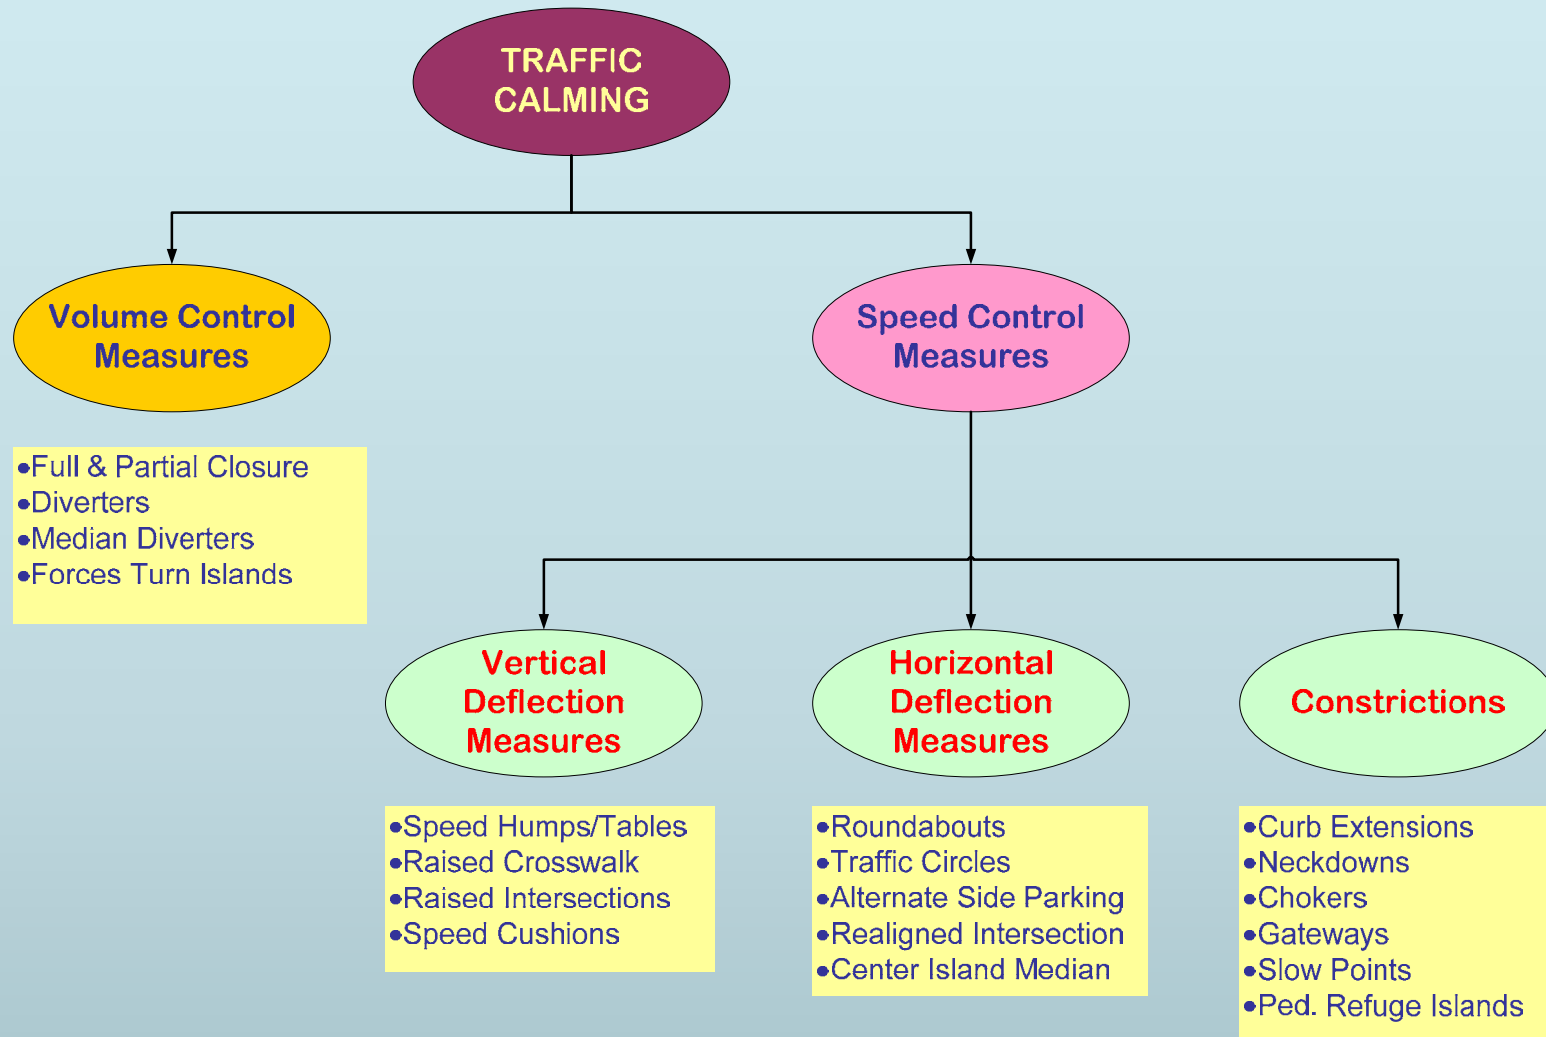 TRAFFIC
CALMING
Volume Control
Measures
Speed Control
Measures
•Full & Partial Closure
•Diverters
•Median Diverters
•Forces Turn Islands
Vertical
Deflection
Measures
Horizontal
Deflection
Measures
Constrictions
•Speed Humps/Tables
•Raised Crosswalk
•Raised Intersections
•Speed Cushions
•Roundabouts
•Traffic Circles
•Alternate Side Parking
•Realigned Intersection
•Center Island Median
•Curb Extensions
•Neckdowns
•Chokers
•Gateways
•Slow Points
•Ped. Refuge Islands